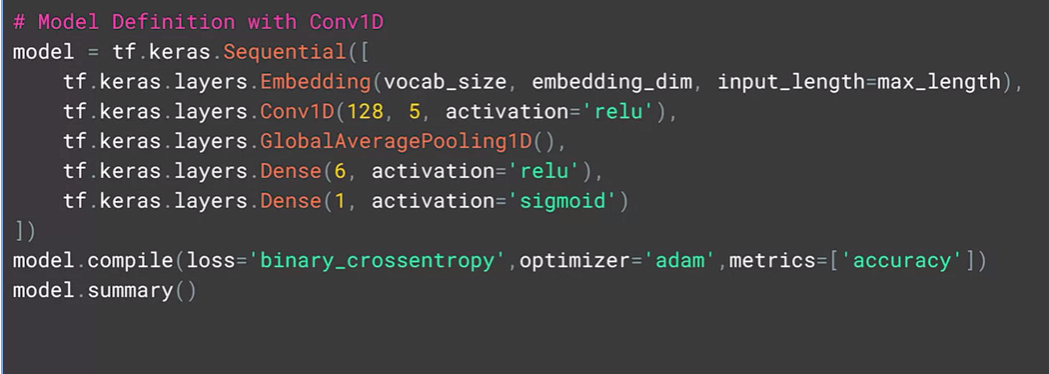 # Model Definition with Conv1D
model = tf.keras.Sequential([
    tf.keras.layers.Embedding(vocab_size, embedding_dim, input_length=max_length),
    tf.keras.layers.Conv1D(128, 5, activation='relu'),
    tf.keras.layers.GlobalAveragePooling1D(),
    tf.keras.layers.Dense(6, activation='relu'),
    tf.keras.layers.Dense(1, activation='sigmoid')
])
model.compile(loss='binary_crossentropy',optimizer='adam',metrics=['accuracy'])
model.summary()